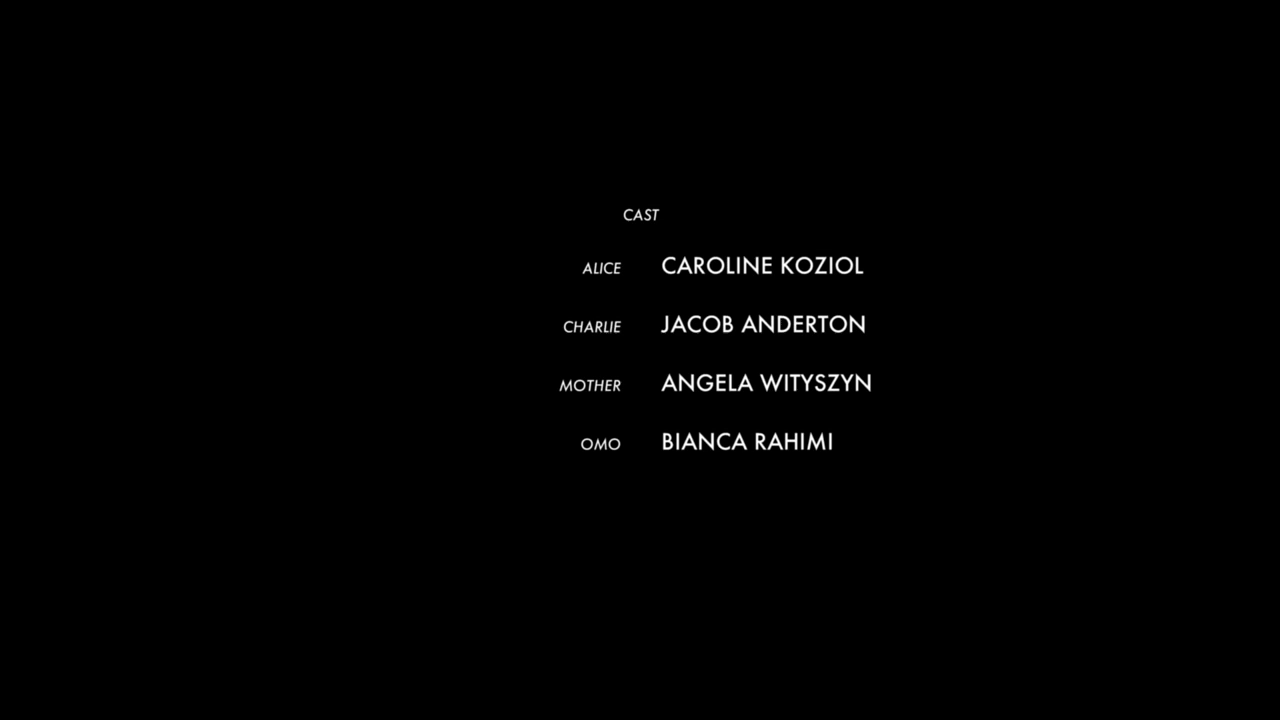 CAST
ALICE CAROLINE KOZIOL
CHARLIE JACOB ANDERTON
MOTHER ANGELA WITYSZYN
OMO BIANCA RAHIMI